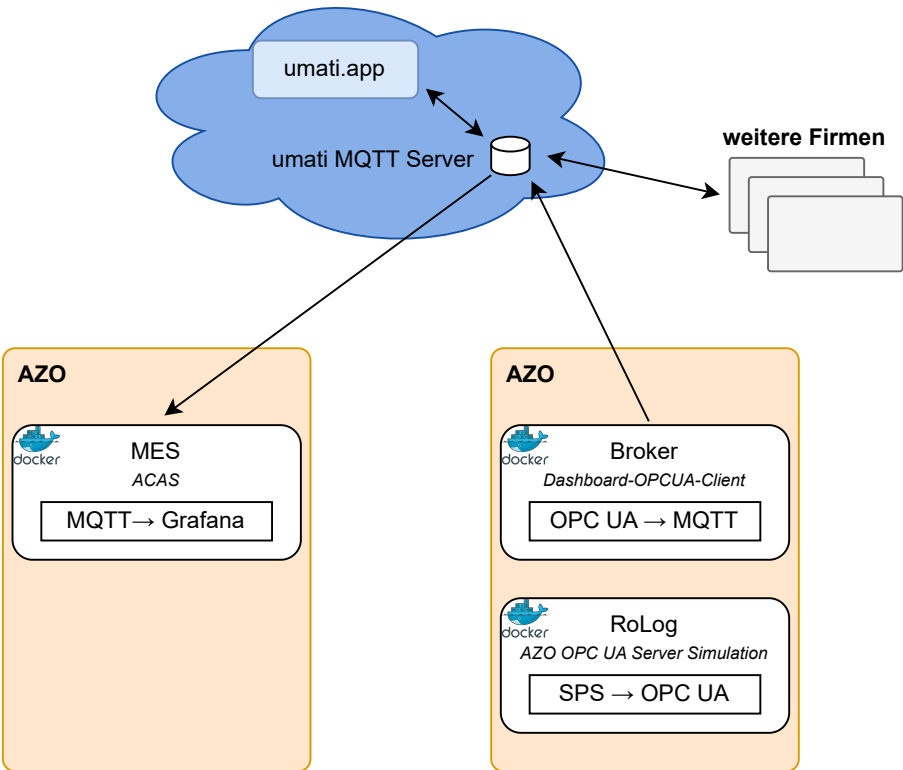 umati.app
umati MQTT Server
weitere Firmen
AZO
docker
MES
ACAS
MQTT→ Grafana
AZO
docker
Broker
Dashboard-OPCUA-Client
OPC UA → MQTT
docker
RoLog
AZO OPC UA Server Simulation
SPS → OPC UA